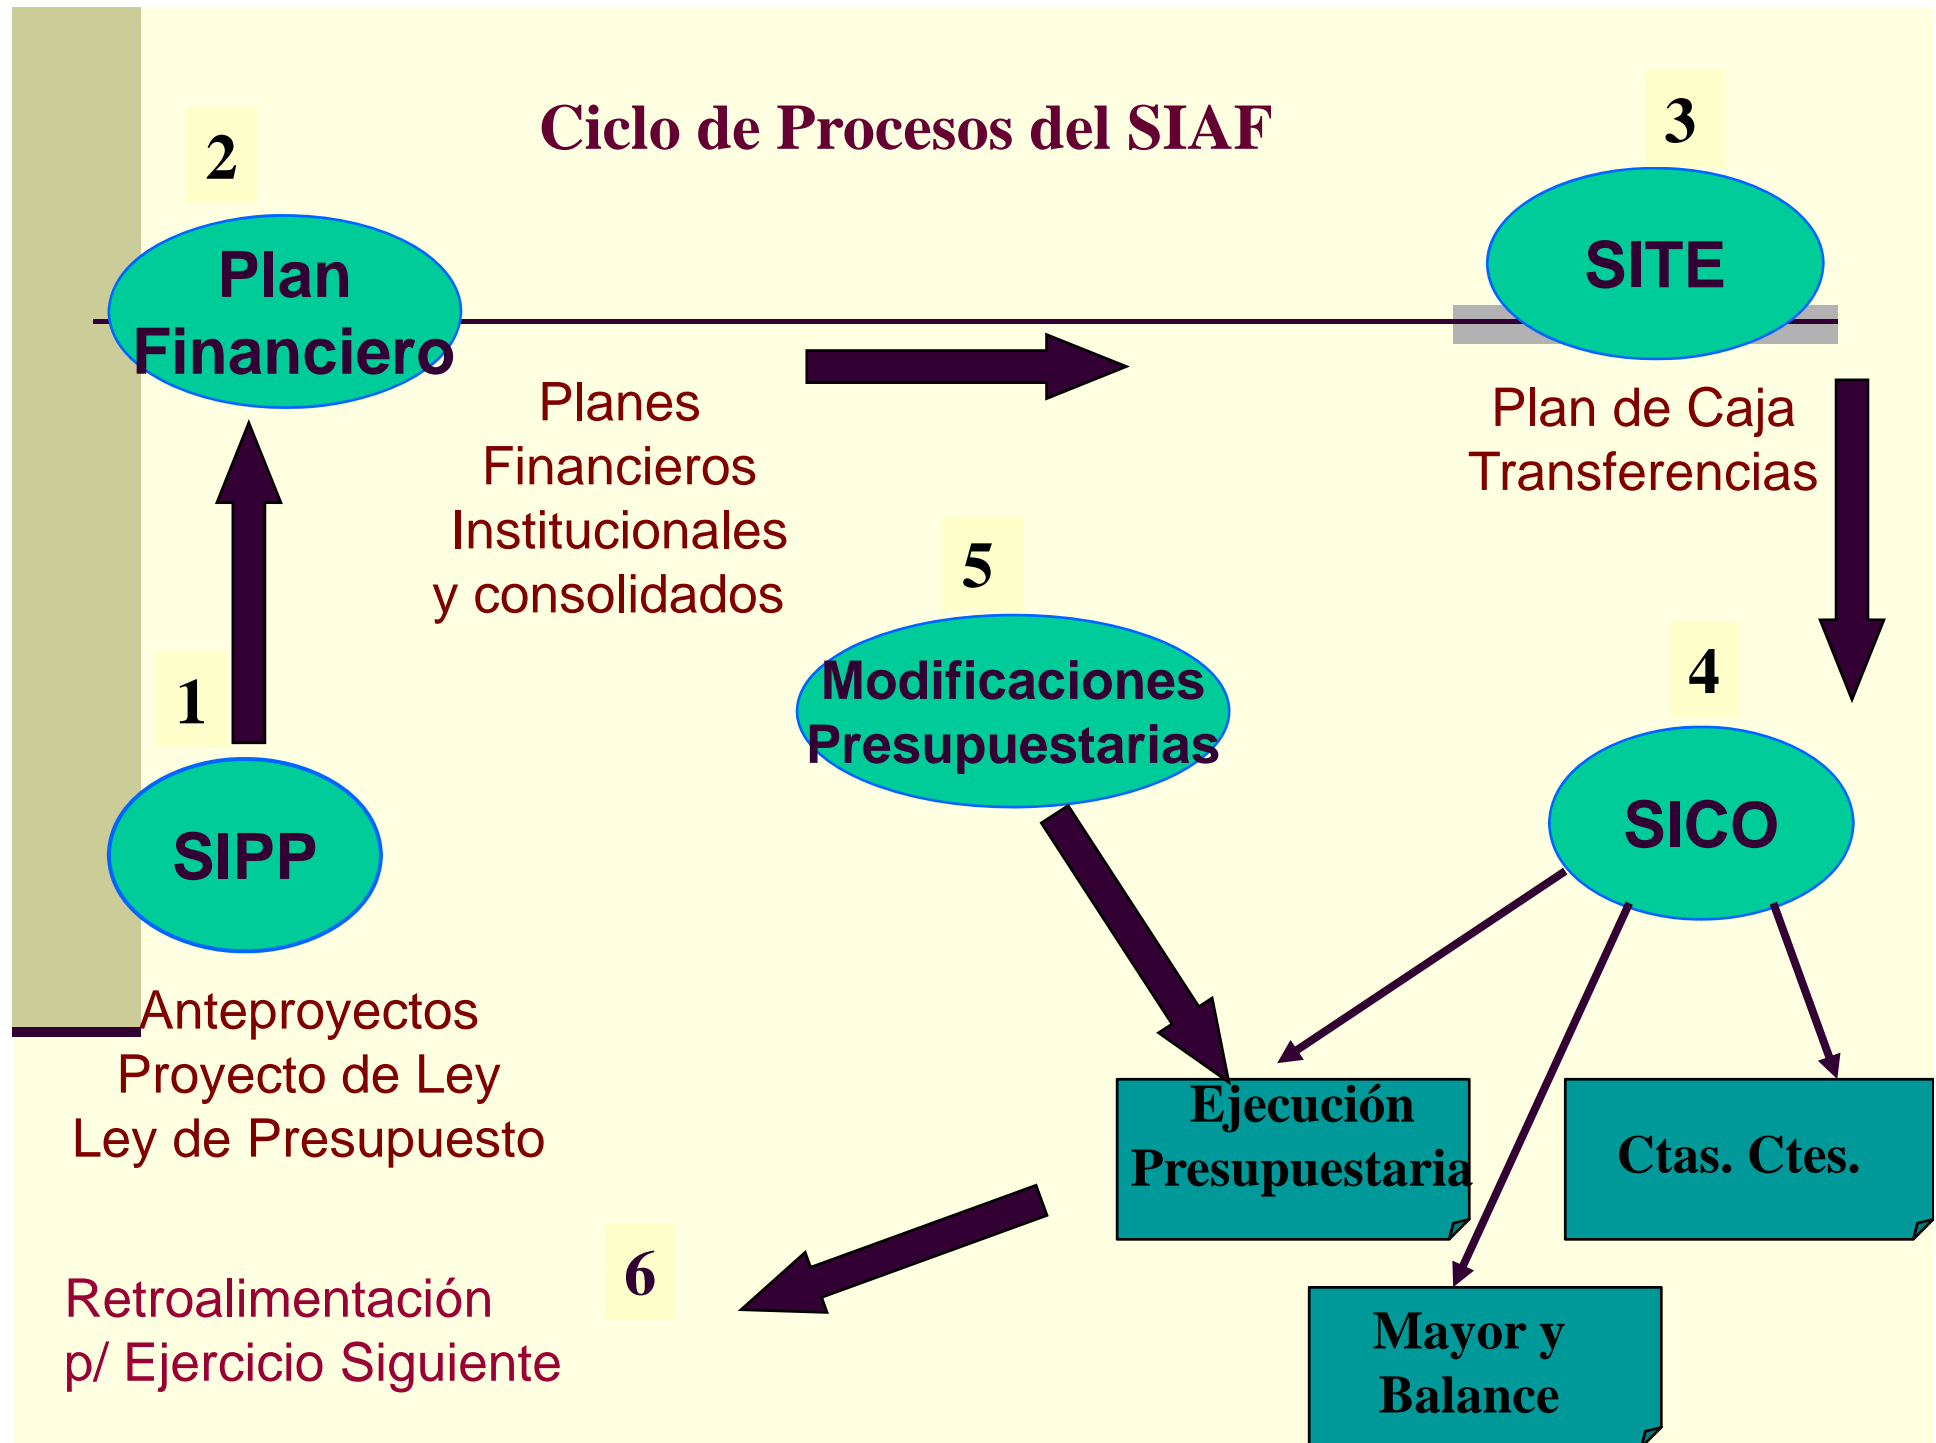 Ciclo de Procesos del SIAF
2
Plan
Financiero
3
SITE
Planes
Financieros
Institucionales
y consolidados
Plan de Caja
Transferencias
5
Modificaciones
Presupuestarias
4
SICO
1
SIPP
Anteproyectos
Proyecto de Ley
Ley de Presupuesto
Ejecución
Presupuestaria
Ctas. Ctes.
6
Retroalimentación
p/ Ejercicio Siguiente
Mayor y
Balance